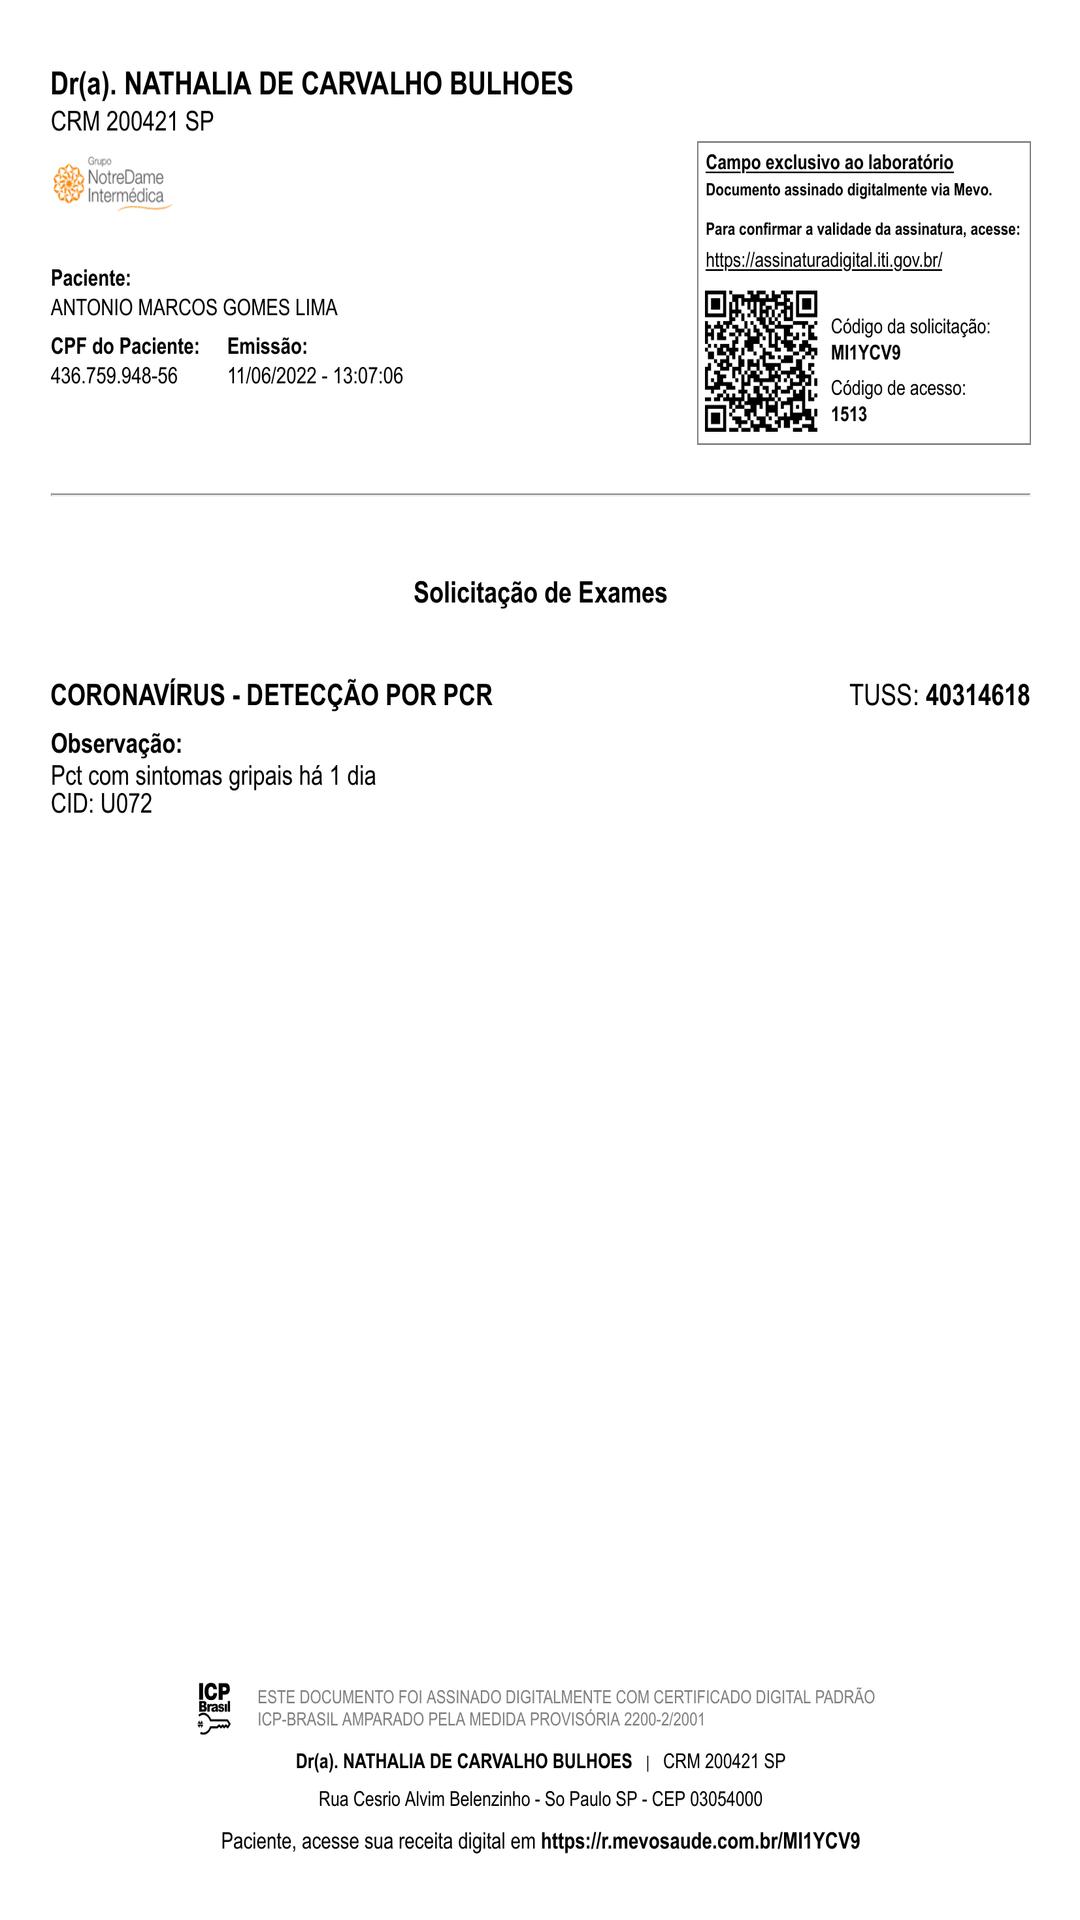 Dr(a). NATHALIA DE CARVALHO BULHOES
CRM 200421 SP
Grupo
NotreDame
Intermédica
Campo exclusivo ao laboratório
Documento assinado digitalmente via Mevo.
Para confirmar a validade da assinatura, acesse:
https://assinaturadigital.iti.gov.br/
Código da solicitação:
MI1YCV9
Código de acesso:
1513
Paciente:
ANTONIO MARCOS GOMES LIMA
CPF do Paciente: Emissão:
436.759.948-56 11/06/2022 - 13:07:06
Solicitação de Exames
CORONAVÍRUS - DETECÇÃO POR PCR TUSS: 40314618
Observação:
Pct com sintomas gripais há 1 dia
CID: U072
ICP
Brasil
ESTE DOCUMENTO FOI ASSINADO DIGITALMENTE COM CERTIFICADO DIGITAL PADRÃO
ICP-BRASIL AMPARADO PELA MEDIDA PROVISÓRIA 2200-2/2001
Dr(a). NATHALIA DE CARVALHO BULHOES | CRM 200421 SP
Rua Cesrio Alvim Belenzinho - So Paulo SP - CEP 03054000
Paciente, acesse sua receita digital em https://r.mevosaude.com.br/MI1YCV9